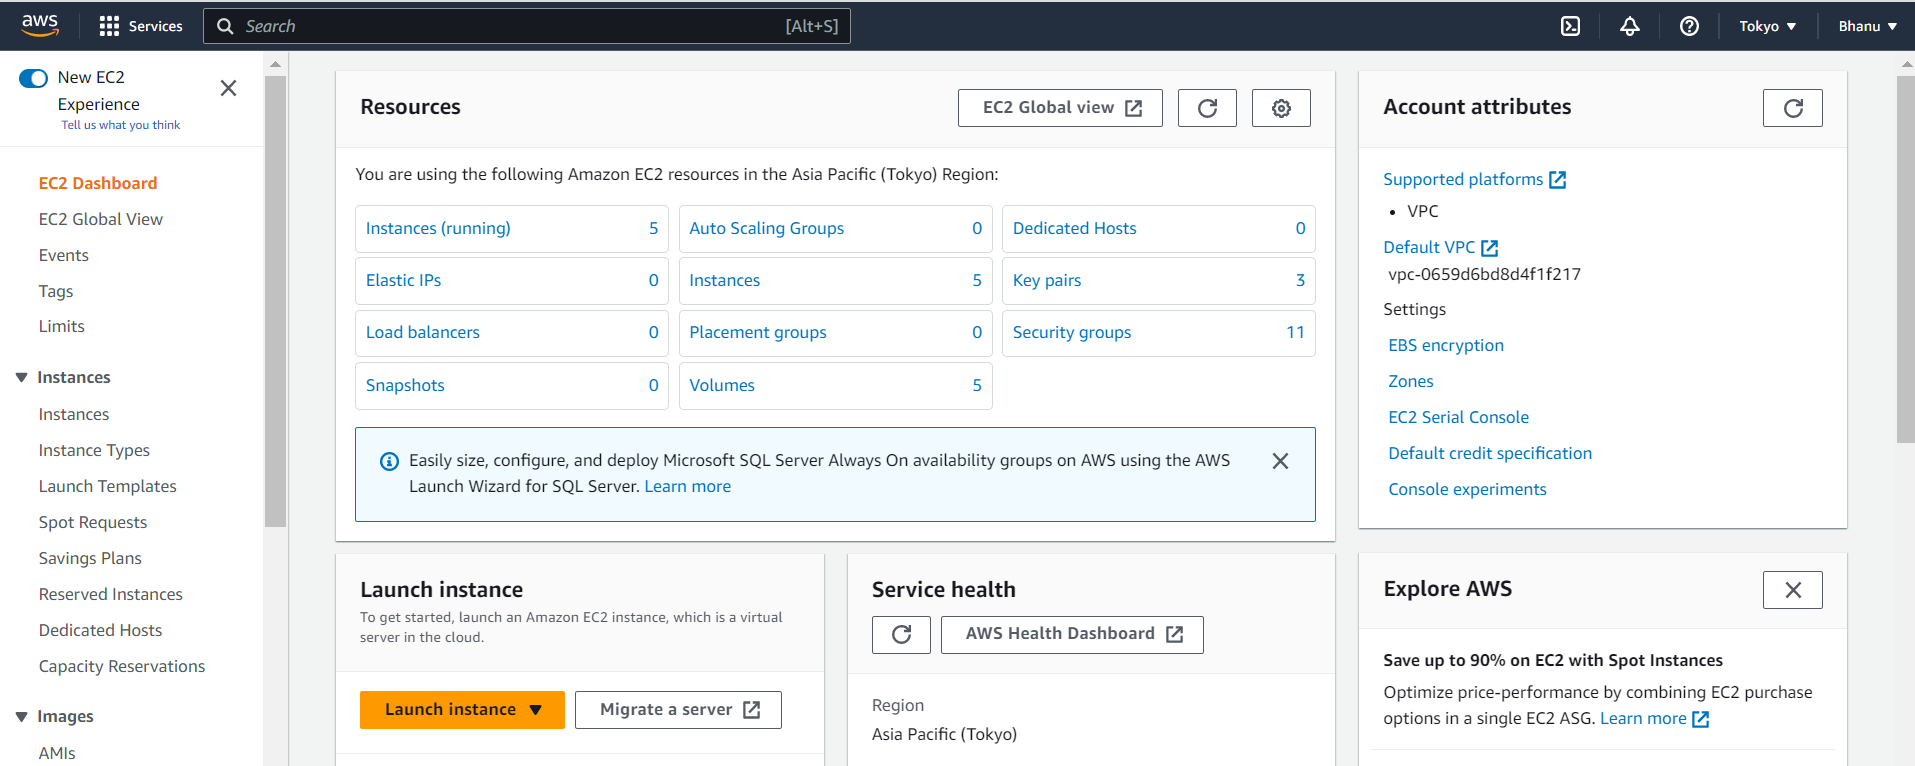 aws
Services
Search
[Alt+S]
Tokyo
Bhanu
New EC2
Experience
Tell us what you think
EC2 Dashboard
EC2 Global View
Events
Tags
Limits
Instances
Instances
Instance Types
Launch Templates
Spot Requests
Savings Plans
Reserved Instances
Dedicated Hosts
Capacity Reservations
Images
AMIs
Resources
EC2 Global view
You are using the following Amazon EC2 resources in the Asia Pacific (Tokyo) Region:
Instances (running) 5
Auto Scaling Groups 0
Dedicated Hosts 0
Elastic IPs 0
Instances 5
Key pairs 3
Load balancers 0
Placement groups 0
Security groups 11
Snapshots 0
Volumes 5
Easily size, configure, and deploy Microsoft SQL Server Always On availability groups on AWS using the AWS
Launch Wizard for SQL Server. Learn more
Launch instance
To get started, launch an Amazon EC2 instance, which is a virtual
server in the cloud.
Launch instance
Migrate a server
Service health
AWS Health Dashboard
Region
Asia Pacific (Tokyo)
Account attributes
Supported platforms
• VPC
Default VPC
vpc-0659d6bd8d4f1f217
Settings
EBS encryption
Zones
EC2 Serial Console
Default credit specification
Console experiments
Explore AWS
Save up to 90% on EC2 with Spot Instances
Optimize price-performance by combining EC2 purchase
options in a single EC2 ASG. Learn more